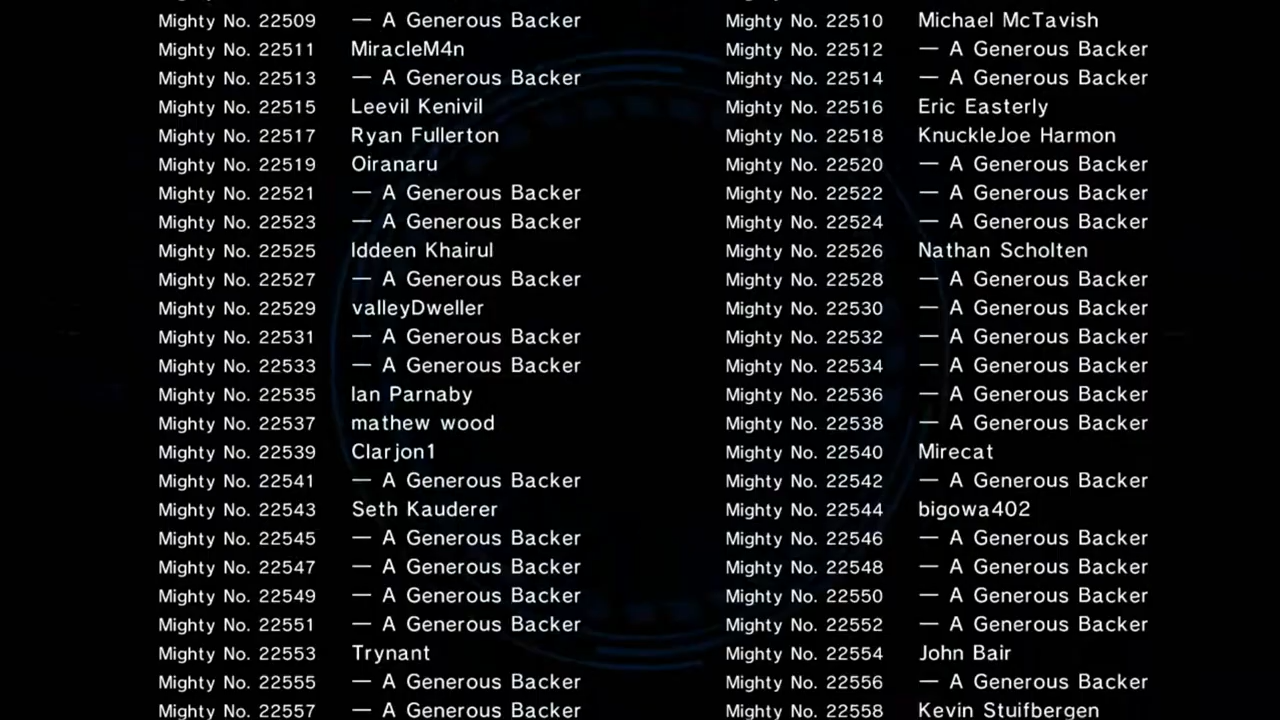 Mighty No. 22509 — A Generous Backer Mighty No. 22510 Michael McTavish
Mighty No. 22511 MiracleM4n Mighty No. 22512 — A Generous Backer
Mighty No. 22513 — A Generous Backer Mighty No. 22514 — A Generous Backer
Mighty No. 22515 Leevil Kenivil Mighty No. 22516 Eric Easterly
Mighty No. 22517 Ryan Fullerton Mighty No. 22518 KnuckleJoe Harmon
Mighty No. 22519 Oiranaru Mighty No. 22520 — A Generous Backer
Mighty No. 22521 — A Generous Backer Mighty No. 22522 — A Generous Backer
Mighty No. 22523 — A Generous Backer Mighty No. 22524 — A Generous Backer
Mighty No. 22525 Iddeen Khairul Mighty No. 22526 Nathan Scholten
Mighty No. 22527 — A Generous Backer Mighty No. 22528 — A Generous Backer
Mighty No. 22529 valleyDweller Mighty No. 22530 — A Generous Backer
Mighty No. 22531 — A Generous Backer Mighty No. 22532 — A Generous Backer
Mighty No. 22533 — A Generous Backer Mighty No. 22534 — A Generous Backer
Mighty No. 22535 Ian Parnaby Mighty No. 22536 — A Generous Backer
Mighty No. 22537 mathew wood Mighty No. 22538 — A Generous Backer
Mighty No. 22539 Clarjon1 Mighty No. 22540 Mirecat
Mighty No. 22541 — A Generous Backer Mighty No. 22542 — A Generous Backer
Mighty No. 22543 Seth Kauderer Mighty No. 22544 bigowa402
Mighty No. 22545 — A Generous Backer Mighty No. 22546 — A Generous Backer
Mighty No. 22547 — A Generous Backer Mighty No. 22548 — A Generous Backer
Mighty No. 22549 — A Generous Backer Mighty No. 22550 — A Generous Backer
Mighty No. 22551 — A Generous Backer Mighty No. 22552 — A Generous Backer
Mighty No. 22553 Trynant Mighty No. 22554 John Bair
Mighty No. 22555 — A Generous Backer Mighty No. 22556 — A Generous Backer
Mighty No. 22557 — A Generous Backer Mighty No. 22558 Kevin Stuifbergen